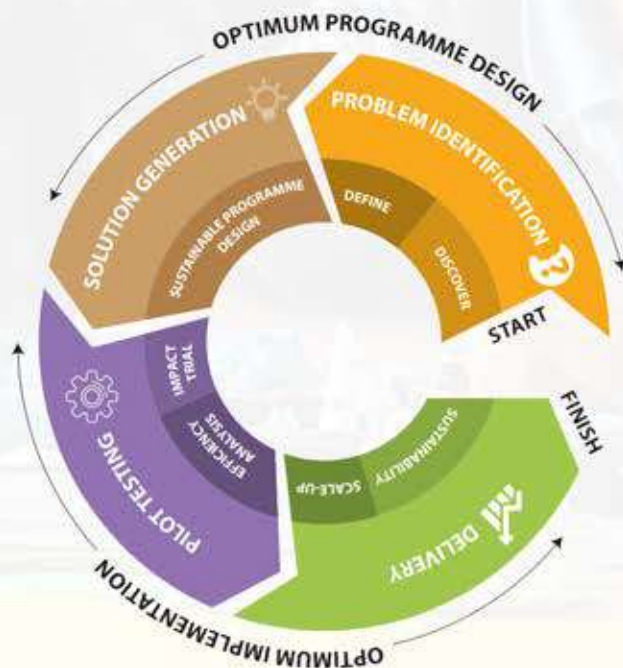 OPTIMUM PROGRAMME DESIGN
START
PROBLEM IDENTIFICATION
?
DISCOVER
DEFINE
SOLUTION GENERATION
SUSTAINABLE PROGRAMME
DESIGN
PILOT TESTING
IMPACT
TRIAL
EFFICIENCY
ANALYSIS
DELIVERY
SCALE-UP
SUSTAINABILITY
FINISH
OPTIMUM IMPLEMENTATION